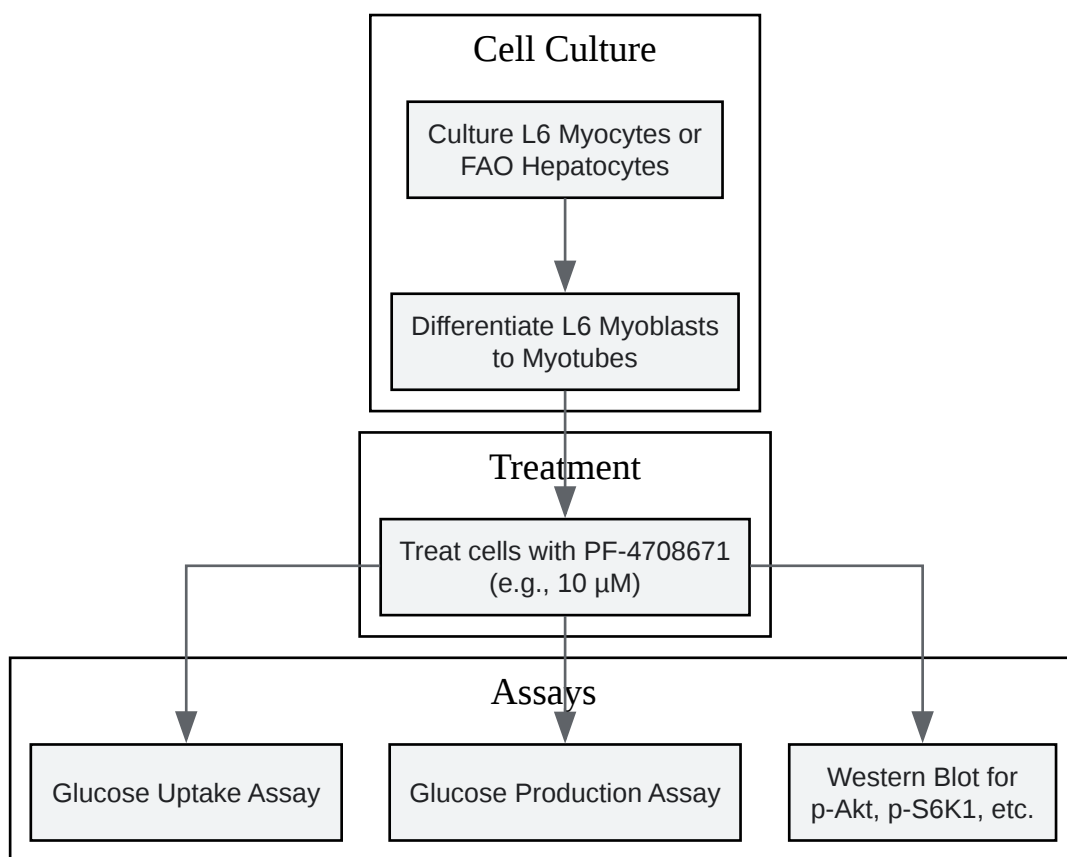 Cell Culture
Culture L6 Myocytes or
FAO Hepatocytes
Differentiate L6 Myoblasts
to Myotubes
Treatment
Treat cells with PF-4708671
(e.g., 10 µM)
Assays
Glucose Uptake Assay
Glucose Production Assay
Western Blot for
p-Akt, p-S6K1, etc.